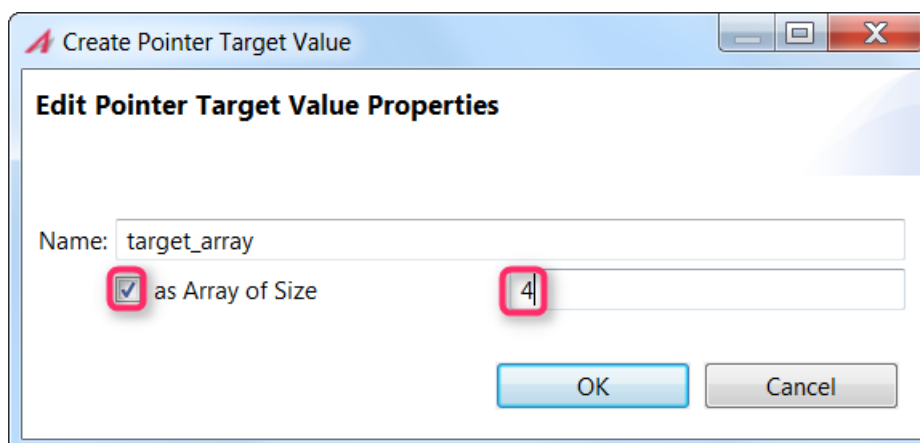 Create Pointer Target Value
Edit Pointer Target Value Properties
Name: target_array
as Array of Size 4
OK Cancel